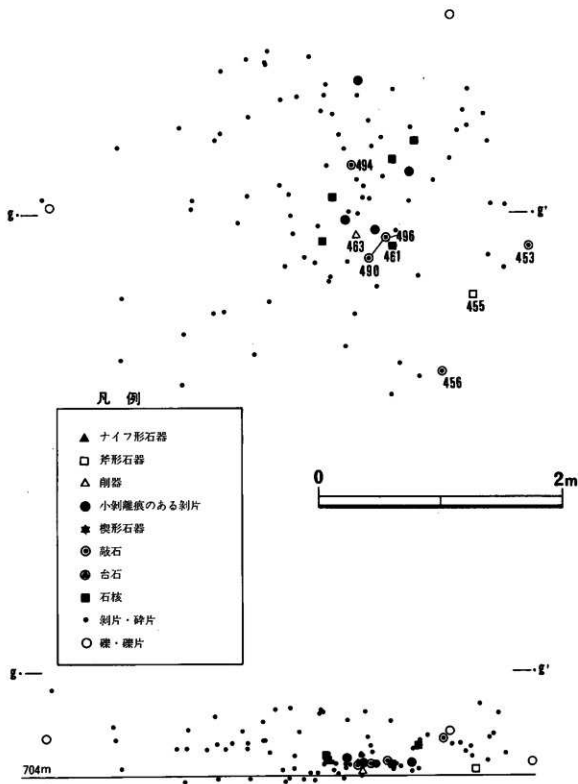 494
g.
.g'
496
463
461
453
490
455
456
凡 例
ナイフ形石器
斧形石器
削器
小剝離痕のある剝片
楔形石器
敲石
台石
石核
剝片・砕片
礫・礫片
0
2m
g.
.g'
704m